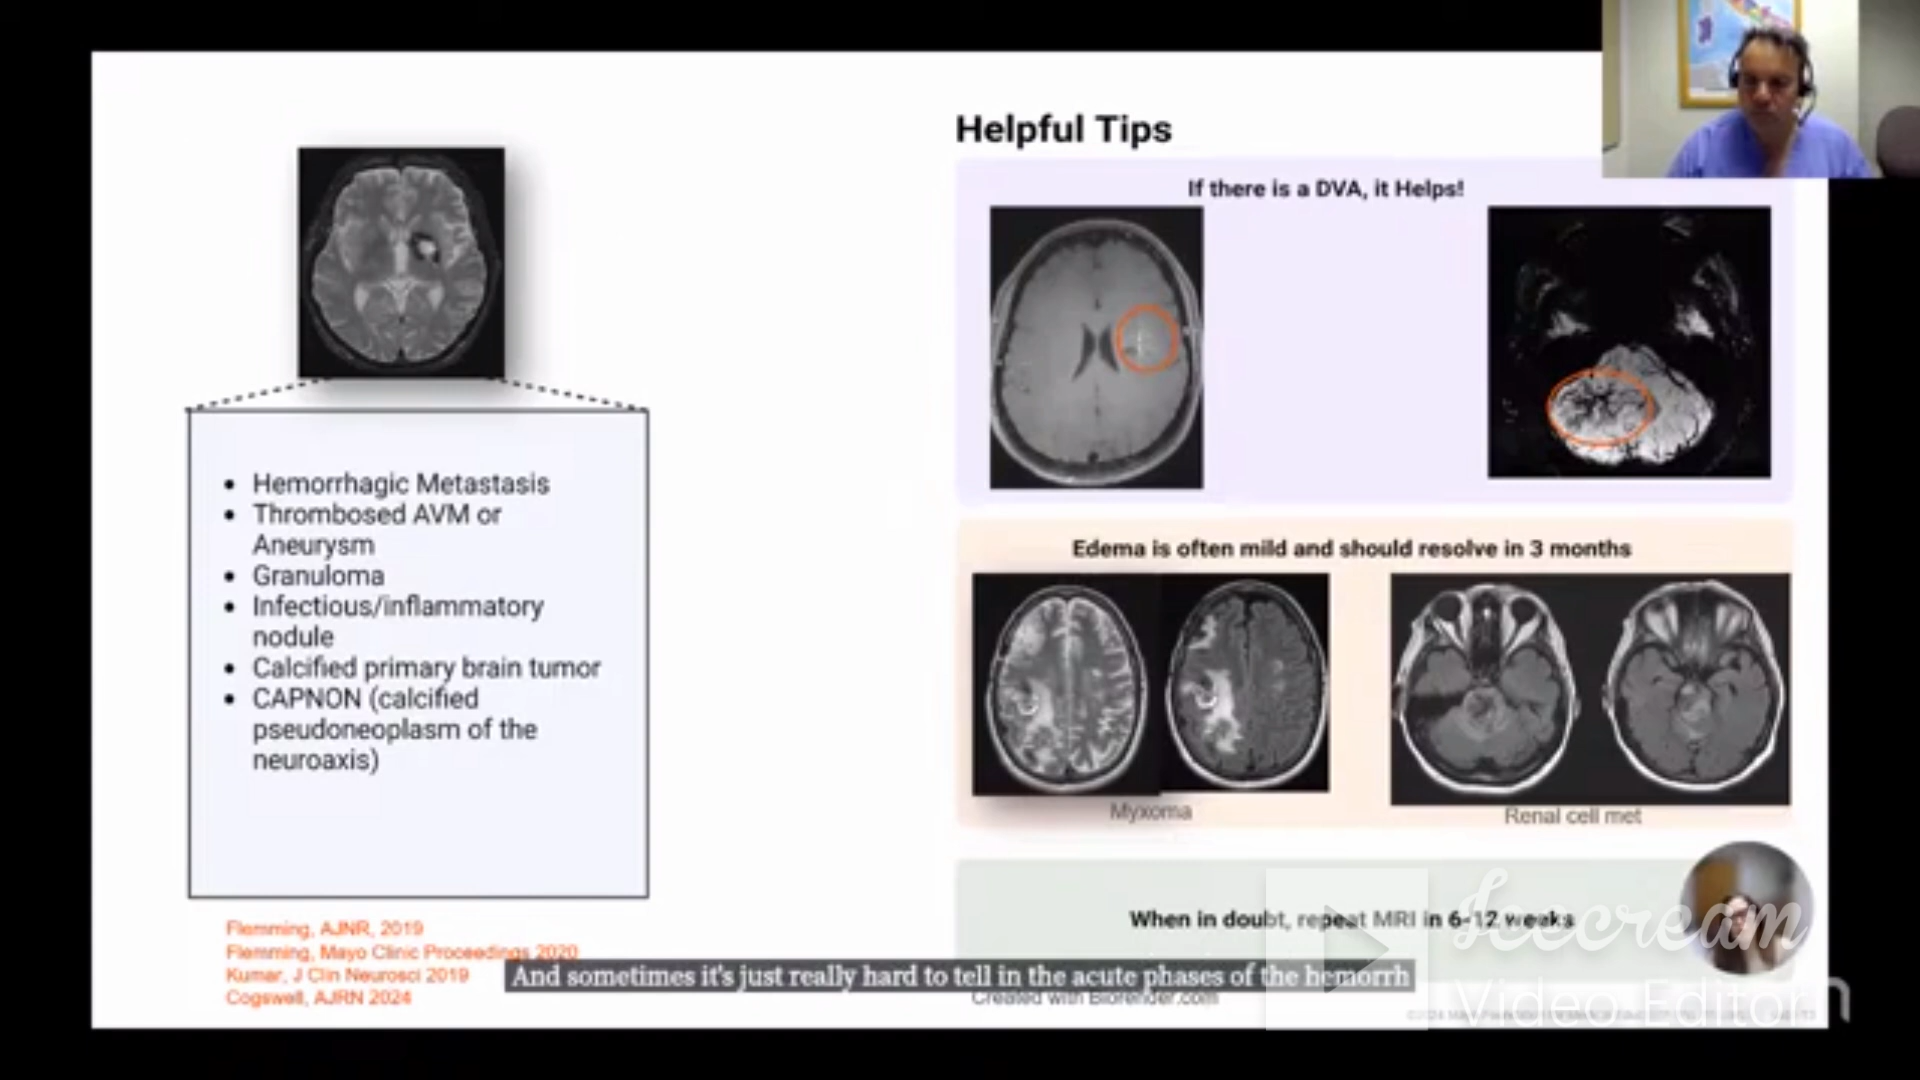 Helpful Tips
If there is a DVA, it Helps!
• Hemorrhagic Metastasis
• Thrombosed AVM or
Aneurysm
• Granuloma
• Infectious/inflammatory
nodule
• Calcified primary brain tumor
• CAPNON (calcified
pseudoneoplasm of the
neuroaxis)
Edema is often mild and should resolve in 3 months
Myxoma
Renal cell met
When in doubt, repeat MRI in 6-12 weeks
Flemming, AJNR, 2019
Flemming, Mayo Clinic Proceedings 2020
Kumar, J Clin Neurosci 2019
Cogswell, AJRN 2024
And sometimes it's just really hard to tell in the acute phases of the hemorrh
Created with Biorender.com
Icecream
Video Editor